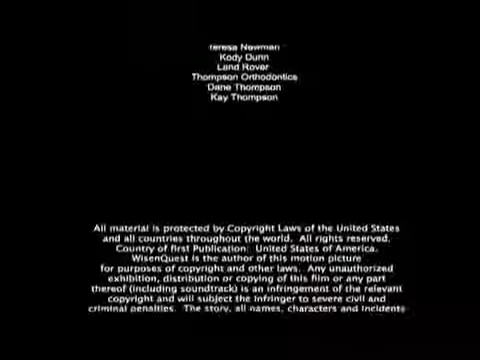 Teresa Newman
Kody Dunn
Land Rover
Thompson Orthodontics
Dane Thompson
Kay Thompson
All material is protected by Copyright Laws of the United States
and all countries throughout the world. All rights reserved.
Country of first Publication: United States of America.
WisenQuest is the author of this motion picture
for purposes of copyright and other laws. Any unauthorized
exhibition, distribution or copying of this film or any part
thereof (including soundtrack) is an infringement of the relevant
copyright and will subject the infringer to severe civil and
criminal penalties. The story, all names, characters and incidents